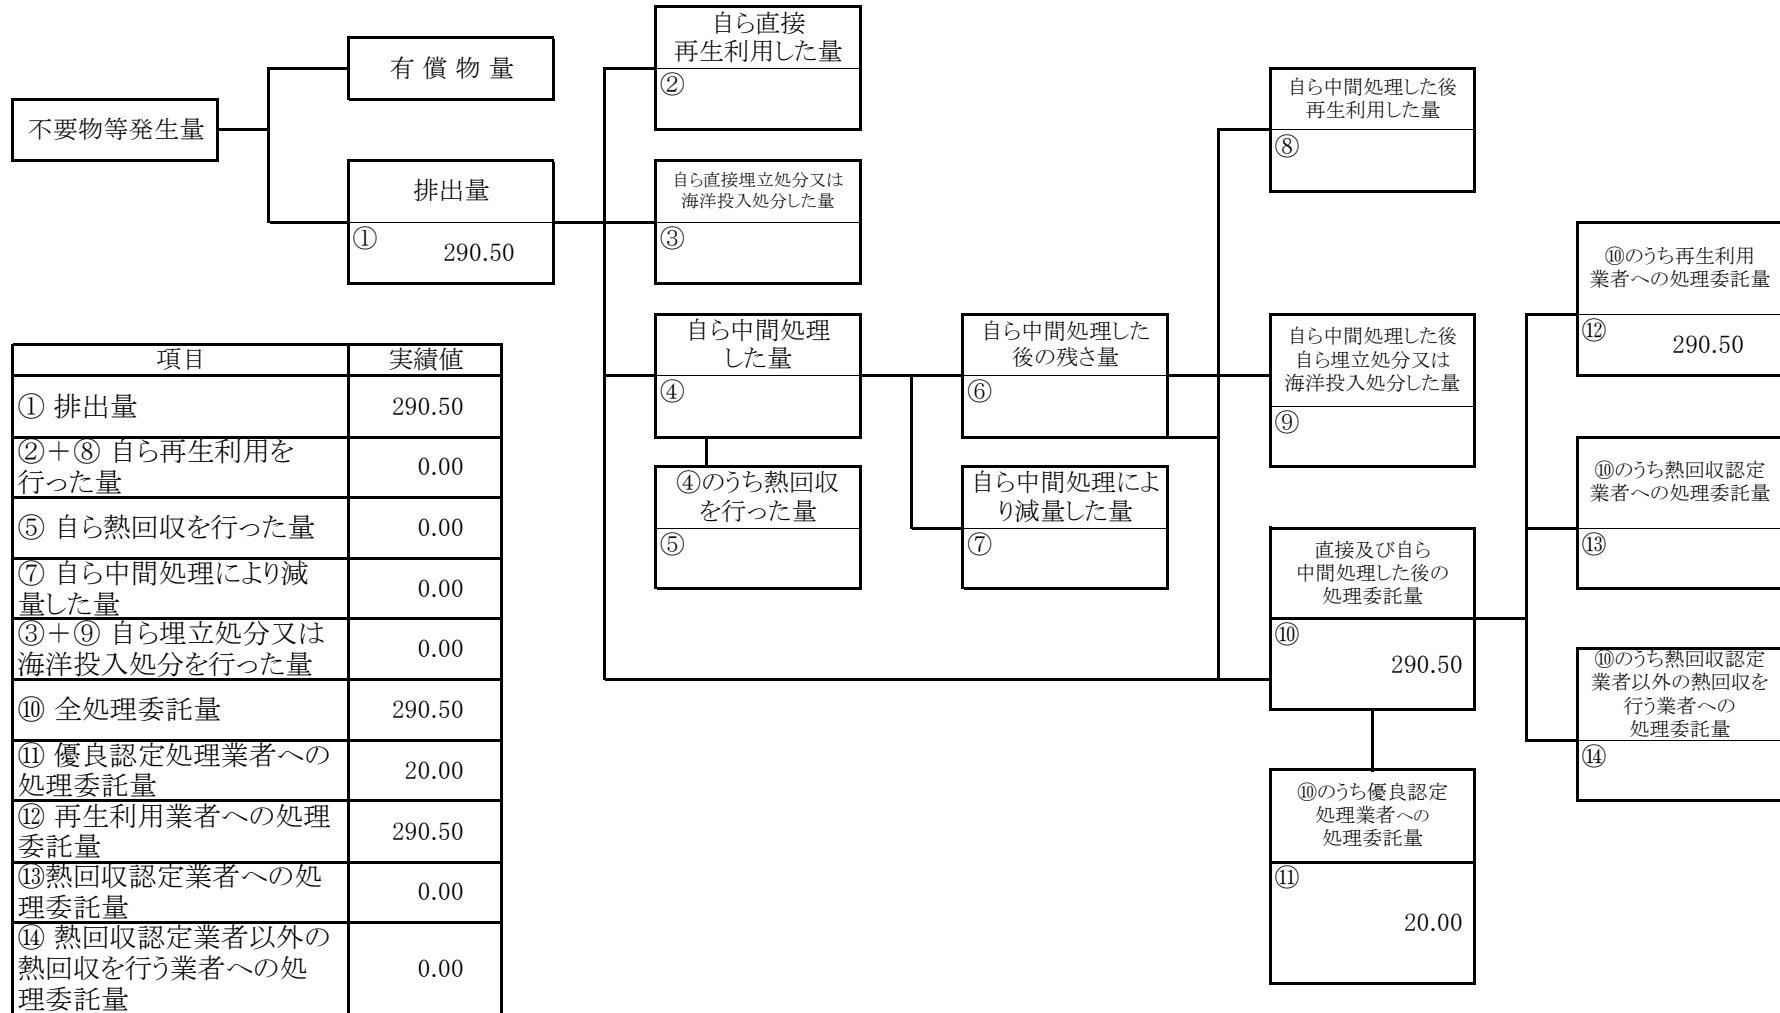 不要物等発生量
有 償 物 量
排出量
①
290.50
自ら直接
再生利用した量
②
自ら直接埋立処分又は
海洋投入処分した量
③
自ら中間処理
した量
④
④のうち熱回収
を行った量
⑤
自ら中間処理した
後の残さ量
⑥
自ら中間処理によ
り減量した量
⑦
自ら中間処理した後
再生利用した量
⑧
自ら中間処理した後
自ら埋立処分又は
海洋投入処分した量
⑨
直接及び自ら
中間処理した後の
処理委託量
⑩
290.50
⑩のうち優良認定
処理業者への
処理委託量
⑪
20.00
⑩のうち再生利用
業者への処理委託量
⑫
290.50
⑩のうち熱回収認定
業者への処理委託量
⑬
⑩のうち熱回収認定
業者以外の熱回収を
行う業者への
処理委託量
⑭
項目 実績値
① 排出量 290.50
②＋⑧ 自ら再生利用を
行った量 0.00
⑤ 自ら熱回収を行った量 0.00
⑦ 自ら中間処理により減
量した量 0.00
③＋⑨ 自ら埋立処分又は
海洋投入処分を行った量 0.00
⑩ 全処理委託量 290.50
⑪ 優良認定処理業者への
処理委託量 20.00
⑫ 再生利用業者への処理
委託量 290.50
⑬熱回収認定業者への処
理委託量 0.00
⑭ 熱回収認定業者以外の
熱回収を行う業者への処 0.00
理委託量